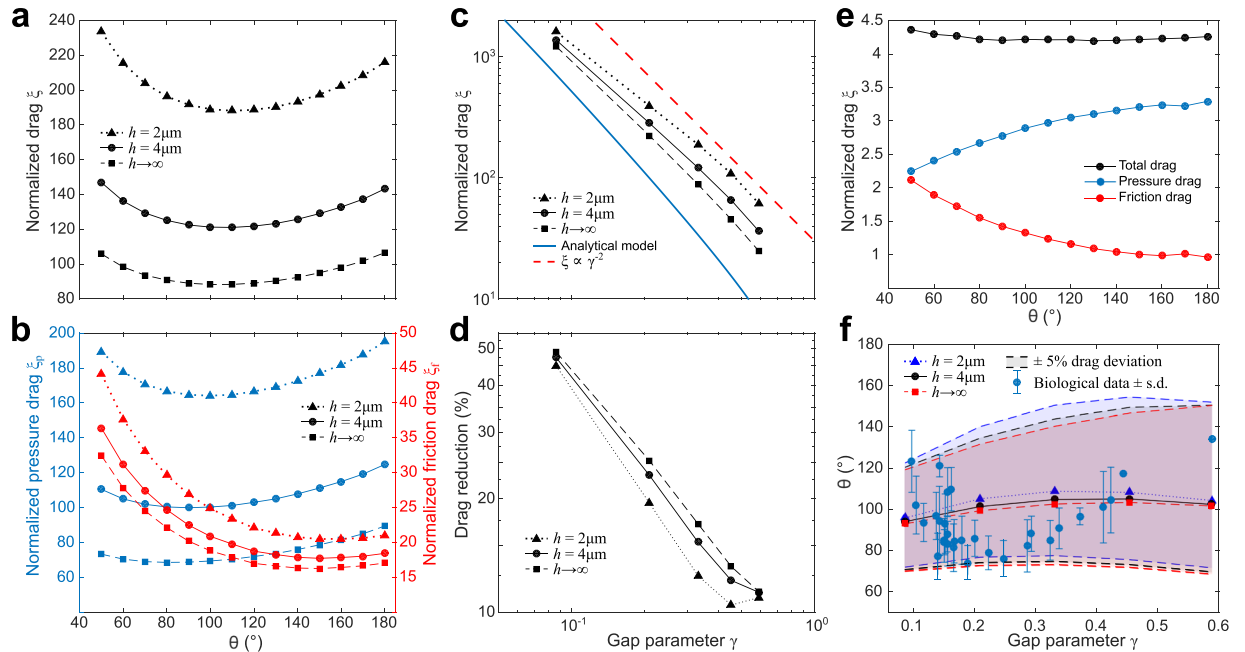 a
240
220
200
180
160
140
120
100
80
Normalized drag ξ
h = 2μm
h = 4μm
h→∞
b
200
180
160
140
120
100
80
60
Normalized pressure drag ξp
50
45
40
35
30
25
20
15
10
Normalized friction drag ξf
h = 2μm
h = 4μm
h→∞
40 60 80 100 120 140 160 180
θ (°)
c
10³
10²
10¹
Normalized drag ξ
h = 2μm
h = 4μm
h→∞
Analytical model
ξ ∝ γ⁻²
d
50
40
30
20
10
Drag reduction (%)
h = 2μm
h = 4μm
h→∞
10⁻¹ 10⁰
Gap parameter γ
e
4.5
4
3.5
3
2.5
2
1.5
1
Normalized drag ξ
Total drag
Pressure drag
Friction drag
40 60 80 100 120 140 160 180
θ (°)
f
180
160
140
120
100
80
60
θ (°)
h = 2μm
h = 4μm
h→∞
± 5% drag deviation
Biological data ± s.d.
0.1 0.2 0.3 0.4 0.5 0.6
Gap parameter γ